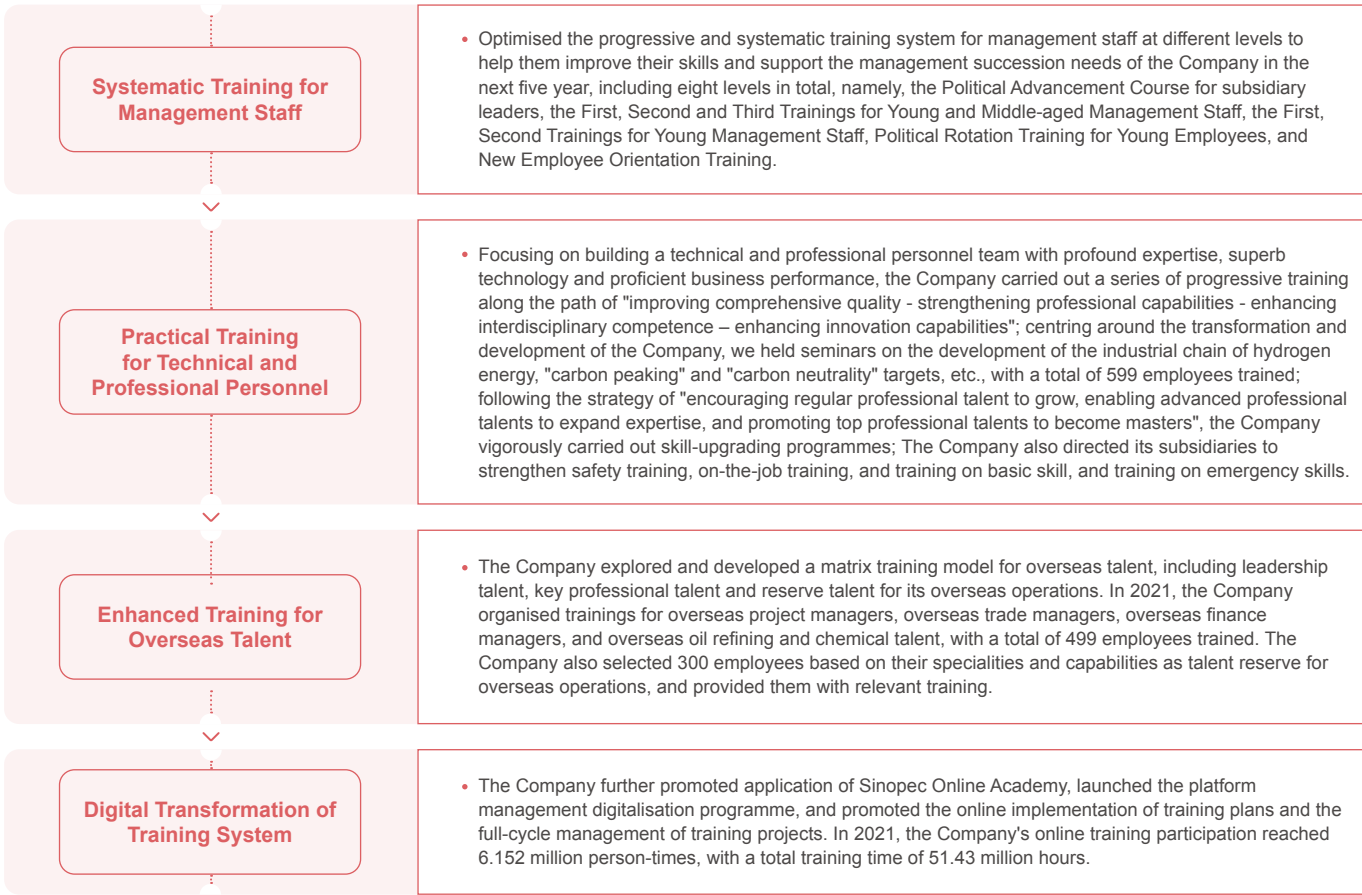 Systematic Training for
Management Staff
• Optimised the progressive and systematic training system for management staff at different levels to
help them improve their skills and support the management succession needs of the Company in the
next five year, including eight levels in total, namely, the Political Advancement Course for subsidiary
leaders, the First, Second and Third Trainings for Young and Middle-aged Management Staff, the First,
Second Trainings for Young Management Staff, Political Rotation Training for Young Employees, and
New Employee Orientation Training.
Practical Training
for Technical and
Professional Personnel
• Focusing on building a technical and professional personnel team with profound expertise, superb
technology and proficient business performance, the Company carried out a series of progressive training
along the path of "improving comprehensive quality - strengthening professional capabilities - enhancing
interdisciplinary competence – enhancing innovation capabilities"; centring around the transformation and
development of the Company, we held seminars on the development of the industrial chain of hydrogen
energy, "carbon peaking" and "carbon neutrality" targets, etc., with a total of 599 employees trained;
following the strategy of "encouraging regular professional talent to grow, enabling advanced professional
talents to expand expertise, and promoting top professional talents to become masters", the Company
vigorously carried out skill-upgrading programmes; The Company also directed its subsidiaries to
strengthen safety training, on-the-job training, and training on basic skill, and training on emergency skills.
Enhanced Training for
Overseas Talent
• The Company explored and developed a matrix training model for overseas talent, including leadership
talent, key professional talent and reserve talent for its overseas operations. In 2021, the Company
organised trainings for overseas project managers, overseas trade managers, overseas finance
managers, and overseas oil refining and chemical talent, with a total of 499 employees trained. The
Company also selected 300 employees based on their specialities and capabilities as talent reserve for
overseas operations, and provided them with relevant training.
Digital Transformation of
Training System
• The Company further promoted application of Sinopec Online Academy, launched the platform
management digitalisation programme, and promoted the online implementation of training plans and the
full-cycle management of training projects. In 2021, the Company's online training participation reached
6.152 million person-times, with a total training time of 51.43 million hours.